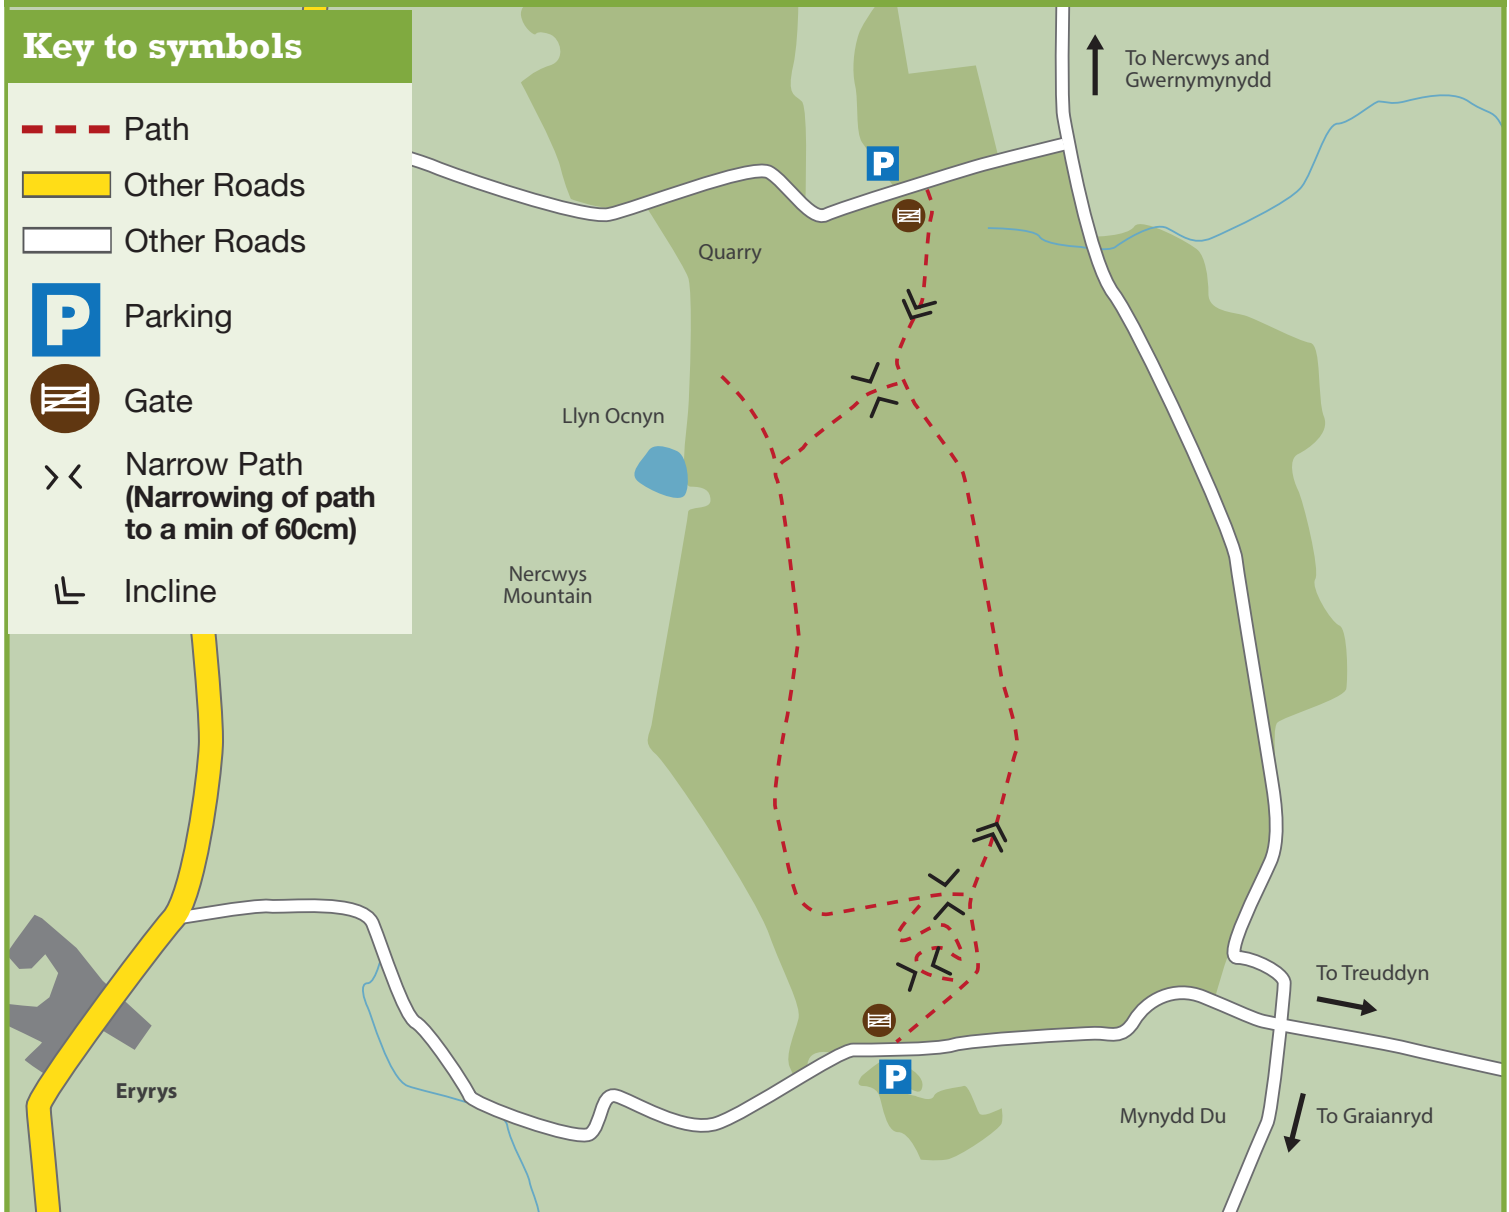 Key to symbols
Path
Other Roads
Other Roads
P
Parking
Gate
Narrow Path
(Narrowing of path
to a min of 60cm)
Incline
To Nercwys and
Gwernymynydd
P
Quarry
Llyn Ocnyn
Nercwys
Mountain
To Treuddyn
P
Eryrys
Mynydd Du
To Graianryd